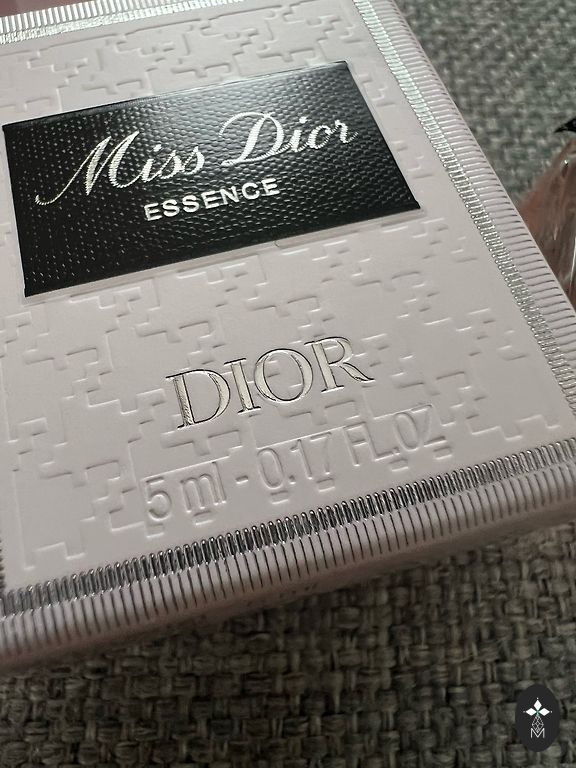 Miss Dior
ESSENCE
DIOR
5 ml - 0.17 FL.OZ
M